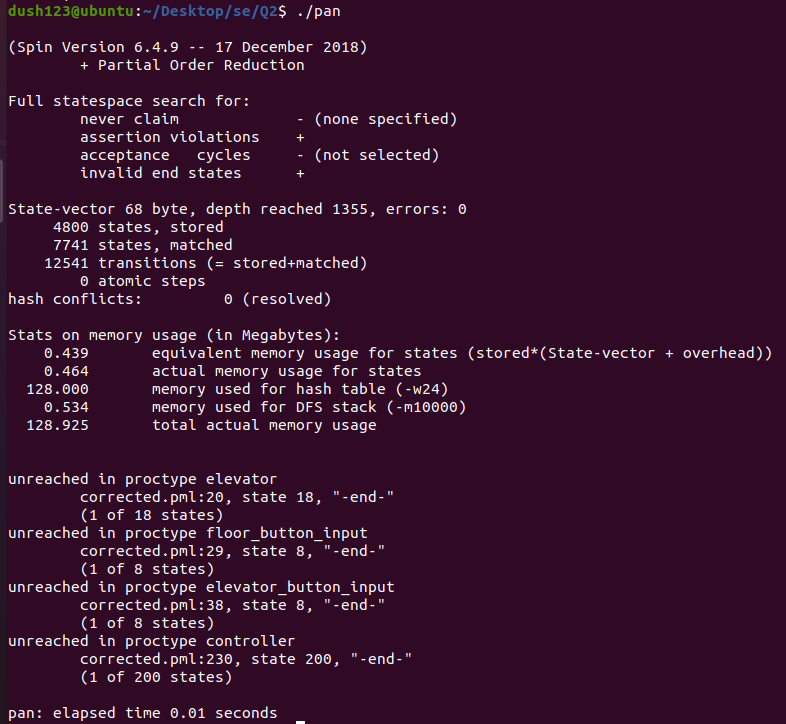 dush123@ubuntu:~/Desktop/se/Q2$ ./pan

(Spin Version 6.4.9 -- 17 December 2018)
        + Partial Order Reduction

Full statespace search for:
        never claim             - (none specified)
        assertion violations    +
        acceptance   cycles     - (not selected)
        invalid end states      +

State-vector 68 byte, depth reached 1355, errors: 0
     4800 states, stored
     7741 states, matched
    12541 transitions (= stored+matched)
        0 atomic steps
hash conflicts:         0 (resolved)

Stats on memory usage (in Megabytes):
    0.439       equivalent memory usage for states (stored*(State-vector + overhead))
    0.464       actual memory usage for states
  128.000       memory used for hash table (-w24)
    0.534       memory used for DFS stack (-m10000)
  128.925       total actual memory usage


unreached in proctype elevator
        corrected.pml:20, state 18, "-end-"
        (1 of 18 states)
unreached in proctype floor_button_input
        corrected.pml:29, state 8, "-end-"
        (1 of 8 states)
unreached in proctype elevator_button_input
        corrected.pml:38, state 8, "-end-"
        (1 of 8 states)
unreached in proctype controller
        corrected.pml:230, state 200, "-end-"
        (1 of 200 states)

pan: elapsed time 0.01 seconds